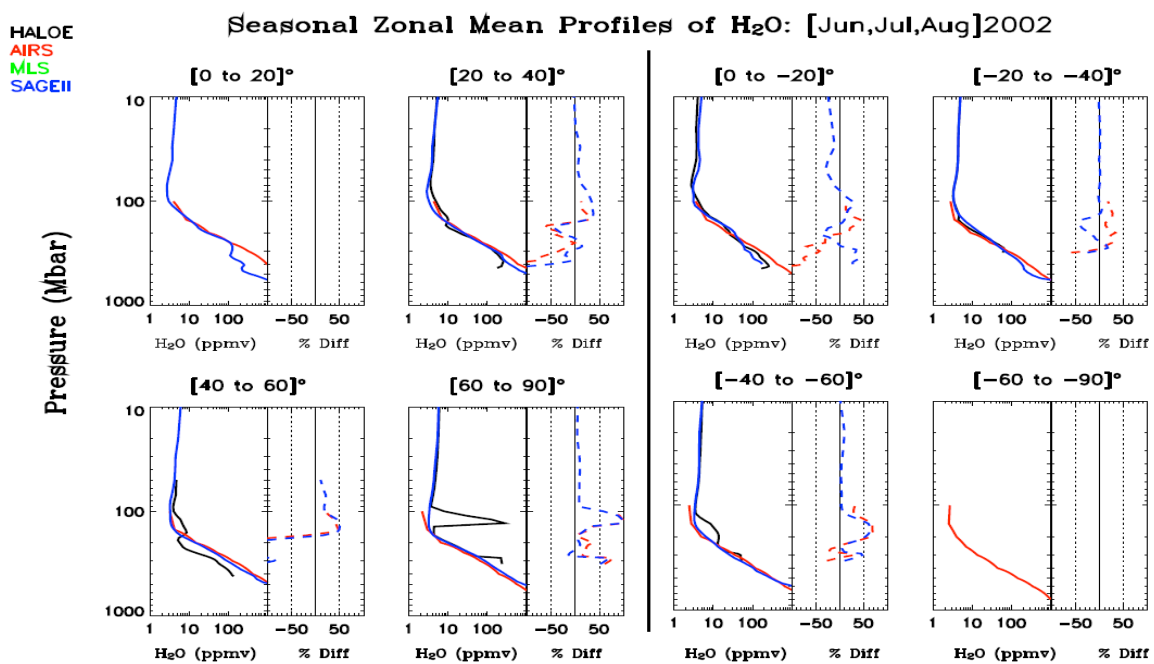 Seasonal Zonal Mean Profiles of H₂O: [Jun,Jul,Aug]2002
HALOE
AIRS
MLS
SAGEII
[0 to 20]°
[20 to 40]°
[0 to −20]°
[−20 to −40]°
10
100
1000
1 10 100 −50 50
1 10 100 −50 50
1 10 100 −50 50
1 10 100 −50 50
H₂O (ppmv) % Diff
H₂O (ppmv) % Diff
H₂O (ppmv) % Diff
H₂O (ppmv) % Diff
Pressure (Mbar)
[40 to 60]°
[60 to 90]°
[−40 to −60]°
[−60 to −90]°
10
100
1000
1 10 100 −50 50
1 10 100 −50 50
1 10 100 −50 50
1 10 100 −50 50
H₂O (ppmv) % Diff
H₂O (ppmv) % Diff
H₂O (ppmv) % Diff
H₂O (ppmv) % Diff